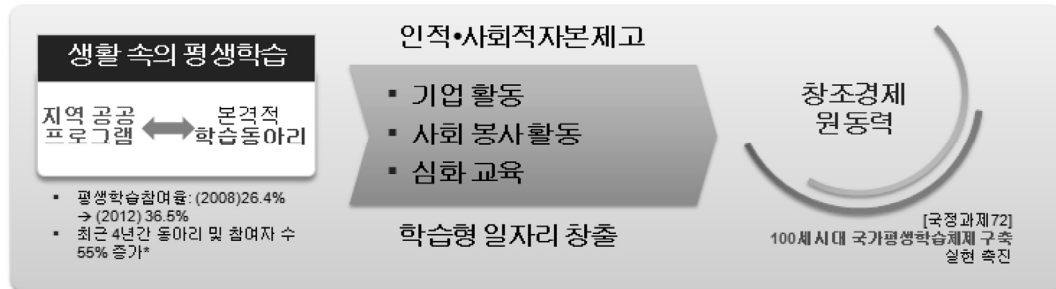 생활 속의 평생학습
지역 공공
프로그램
본격적
학습동아리
▪ 평생학습참여율: (2008)26.4%
→ (2012) 36.5%
▪ 최근 4년간 동아리 및 참여자 수
55% 증가*
인적•사회적자본제고
▪ 기업 활동
▪ 사회 봉사 활동
▪ 심화 교육
학습형 일자리 창출
창조경제
원동력
[국정과제72]
100세시대 국가평생학습체제 구축
실현 촉진